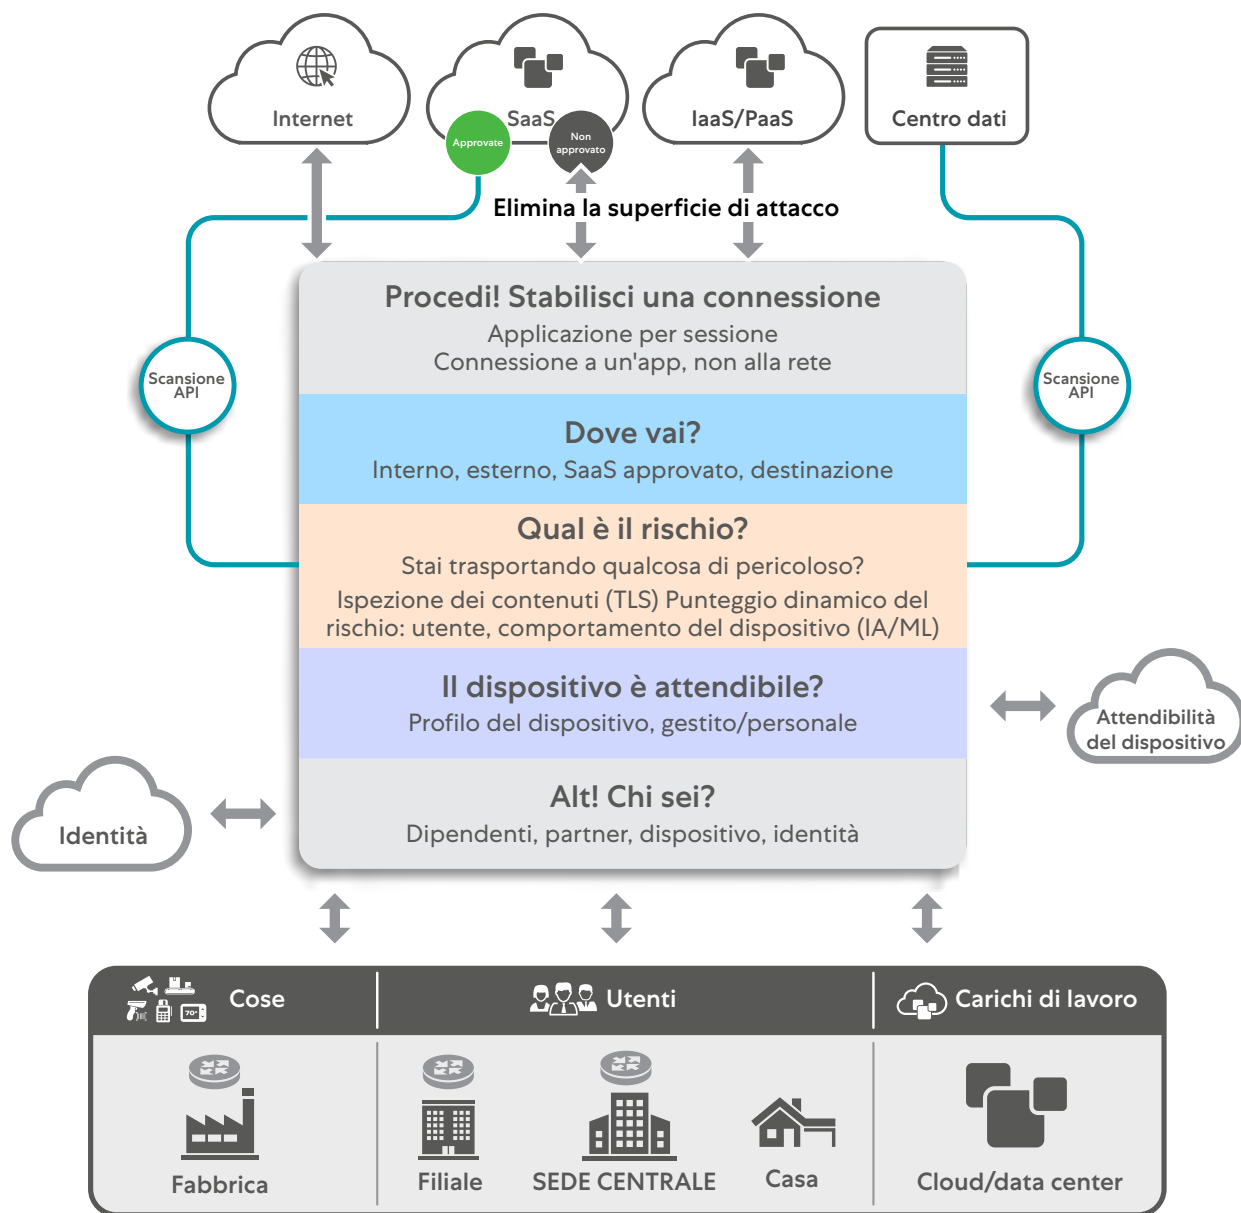 Internet
SaaS
IaaS/PaaS
Centro dati
Approvate
Non
approvato
Elimina la superficie di attacco
Procedi! Stabilisci una connessione
Applicazione per sessione
Connessione a un'app, non alla rete
Scansione
API
Scansione
API
Dove vai?
Interno, esterno, SaaS approvato, destinazione
Qual è il rischio?
Stai trasportando qualcosa di pericoloso?
Ispezione dei contenuti (TLS) Punteggio dinamico del
rischio: utente, comportamento del dispositivo (IA/ML)
Il dispositivo è attendibile?
Profilo del dispositivo, gestito/personale
Attendibilità
del dispositivo
Alt! Chi sei?
Dipendenti, partner, dispositivo, identità
Identità
70°
Cose
Utenti
Carichi di lavoro
Fabbrica
Filiale
SEDE CENTRALE
Casa
Cloud/data center